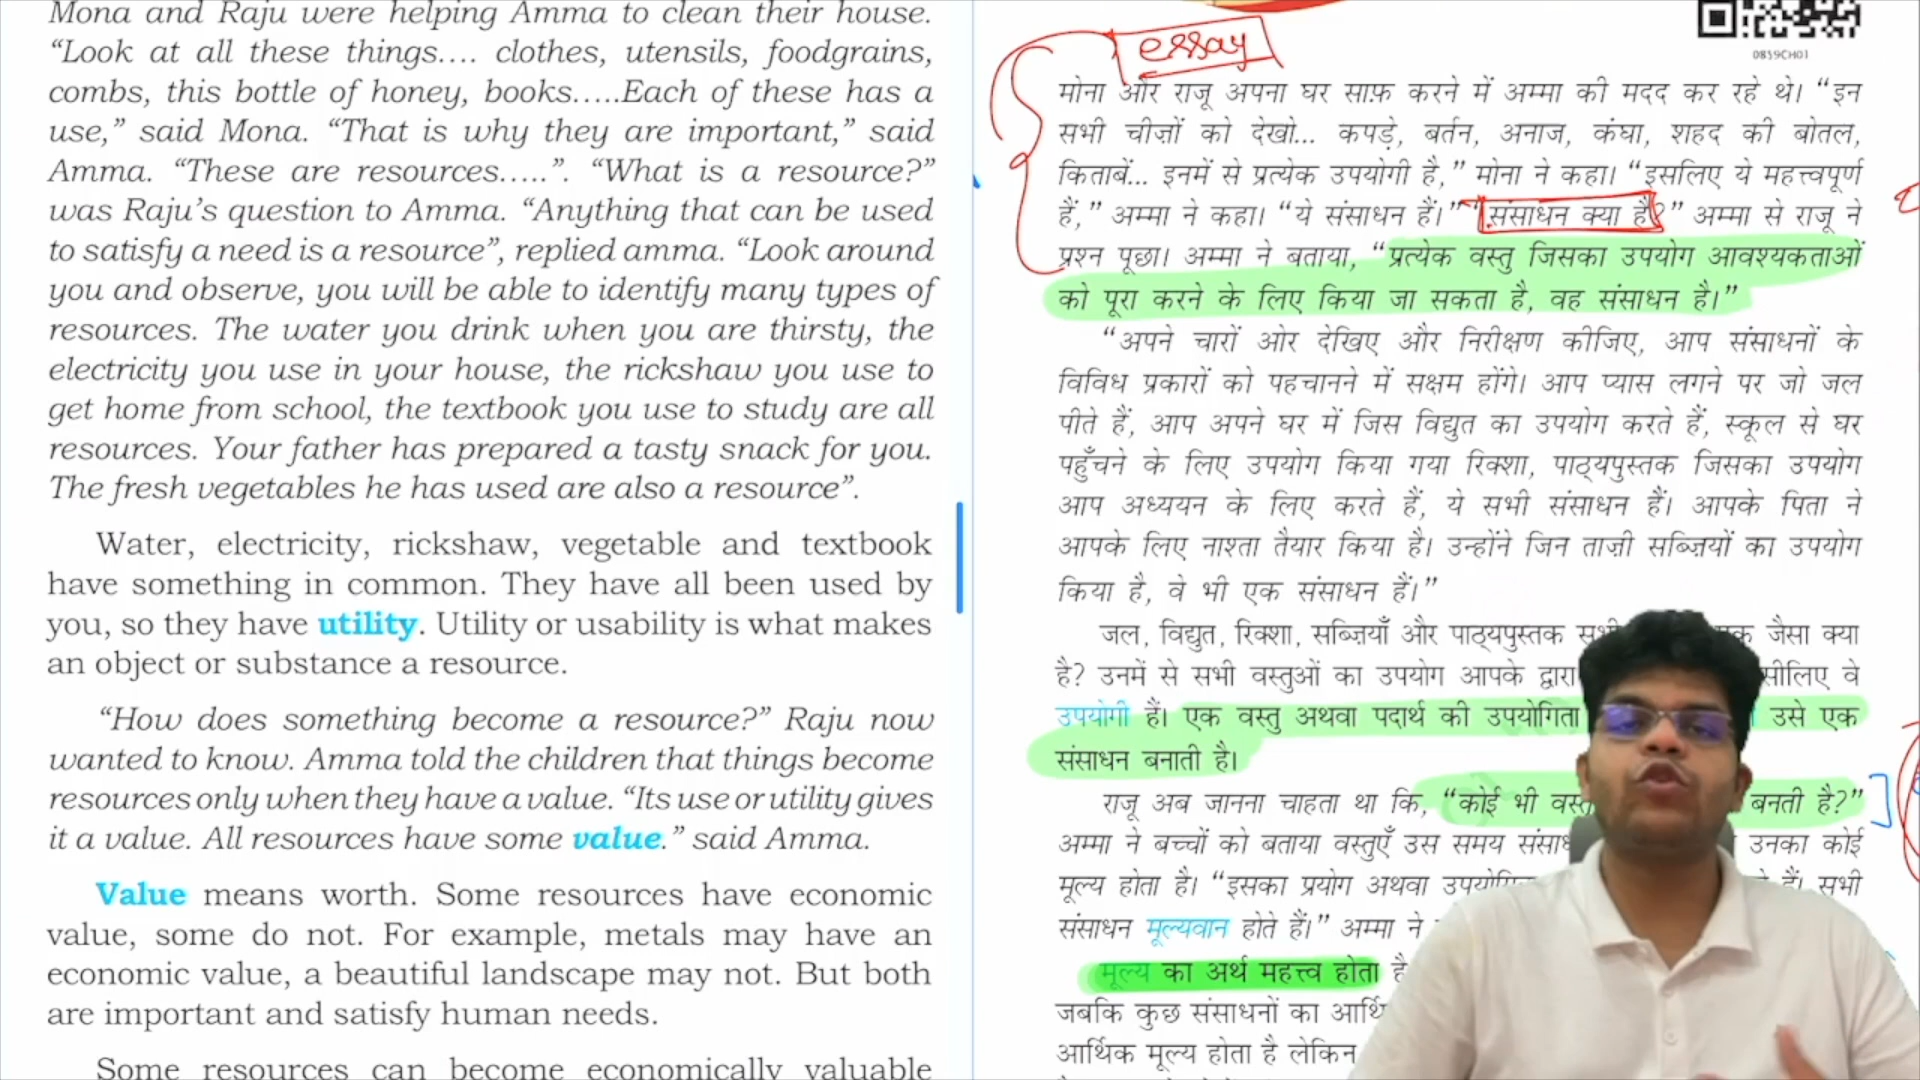 Mona and Raju were helping Amma to clean their house.
“Look at all these things…. clothes, utensils, foodgrains,
combs, this bottle of honey, books…..Each of these has a
use,” said Mona. “That is why they are important,” said
Amma. “These are resources…..”. “What is a resource?”
was Raju’s question to Amma. “Anything that can be used
to satisfy a need is a resource”, replied amma. “Look around
you and observe, you will be able to identify many types of
resources. The water you drink when you are thirsty, the
electricity you use in your house, the rickshaw you use to
get home from school, the textbook you use to study are all
resources. Your father has prepared a tasty snack for you.
The fresh vegetables he has used are also a resource”.
Water, electricity, rickshaw, vegetable and textbook
have something in common. They have all been used by
you, so they have utility. Utility or usability is what makes
an object or substance a resource.
“How does something become a resource?” Raju now
wanted to know. Amma told the children that things become
resources only when they have a value. “Its use or utility gives
it a value. All resources have some value.” said Amma.
Value means worth. Some resources have economic
value, some do not. For example, metals may have an
economic value, a beautiful landscape may not. But both
are important and satisfy human needs.
Some resources can become economically valuable
0859CH01
essay
मोना और राजू अपना घर साफ़ करने में अम्मा की मदद कर रहे थे। “इन
सभी चीज़ों को देखो... कपड़े, बर्तन, अनाज, कंघा, शहद की बोतल,
किताबें... इनमें से प्रत्येक उपयोगी है,” मोना ने कहा। “इसलिए ये महत्त्वपूर्ण
हैं,” अम्मा ने कहा। “ये संसाधन हैं।” “संसाधन क्या है?” अम्मा से राजू ने
प्रश्न पूछा। अम्मा ने बताया, “प्रत्येक वस्तु जिसका उपयोग आवश्यकताओं
को पूरा करने के लिए किया जा सकता है, वह संसाधन है।”
“अपने चारों ओर देखिए और निरीक्षण कीजिए, आप संसाधनों के
विविध प्रकारों को पहचानने में सक्षम होंगे। आप प्यास लगने पर जो जल
पीते हैं, आप अपने घर में जिस विद्युत का उपयोग करते हैं, स्कूल से घर
पहुँचने के लिए उपयोग किया गया रिक्शा, पाठ्यपुस्तक जिसका उपयोग
आप अध्ययन के लिए करते हैं, ये सभी संसाधन हैं। आपके पिता ने
आपके लिए नाश्ता तैयार किया है। उन्होंने जिन ताज़ी सब्ज़ियों का उपयोग
किया है, वे भी एक संसाधन हैं।”
जल, विद्युत, रिक्शा, सब्ज़ियाँ और पाठ्यपुस्तक जैसा क्या
है? उनमें से सभी वस्तुओं का उपयोग आपके द्वारा वे
उपयोगी हैं। एक वस्तु अथवा पदार्थ की उपयोगिता उसे एक
संसाधन बनाती है।
राजू अब जानना चाहता था कि, “कोई भी बनती है?”
अम्मा ने बच्चों को बताया वस्तुएँ उस समय उनका कोई
मूल्य होता है। “इसका प्रयोग अथवा हैं। सभी
संसाधन मूल्यवान होते हैं।” अम्मा ने
मूल्य का अर्थ महत्त्व होता
जबकि कुछ संसाधनों का
आर्थिक मूल्य होता है लेकिन